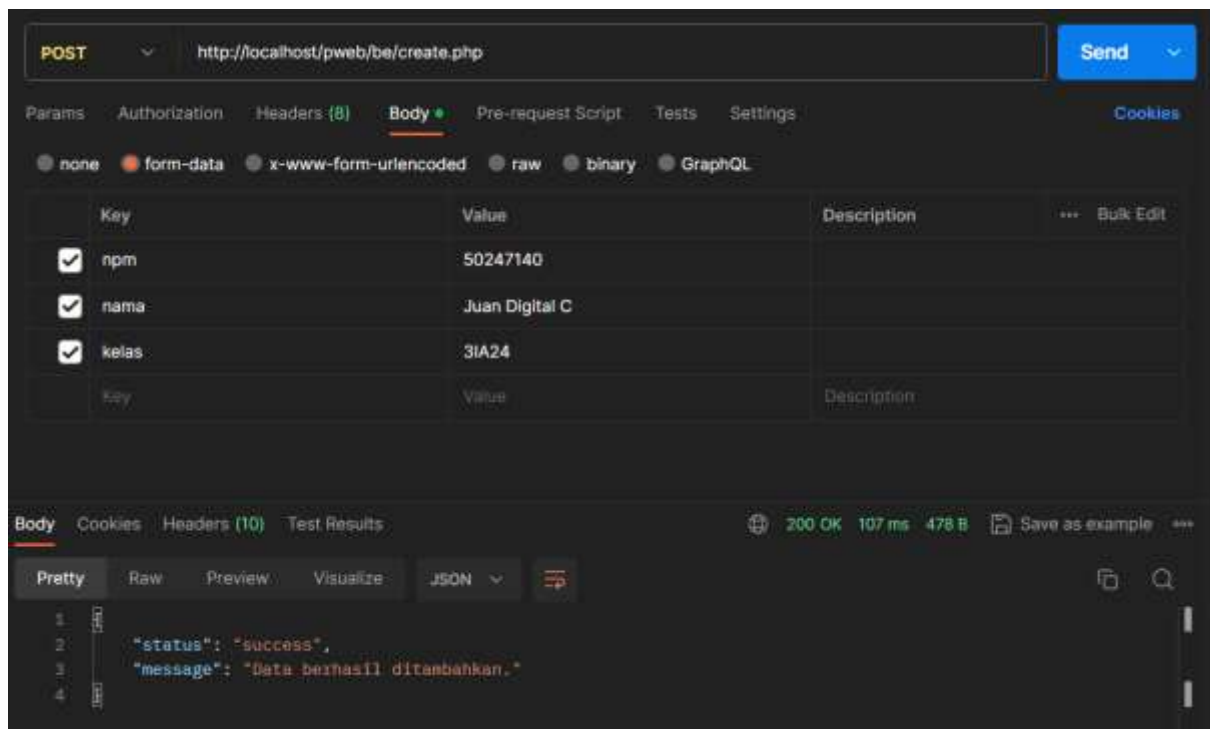 POST http://localhost/pweb/be/create.php Send
Params Authorization Headers (8) Body Pre-request Script Tests Settings Cookies
none form-data x-www-form-urlencoded raw binary GraphQL
Key Value Description ••• Bulk Edit
npm 50247140
nama Juan Digital C
kelas 3IA24
Key Value Description
Body Cookies Headers (10) Test Results 200 OK 107 ms 478 B Save as example •••
Pretty Raw Preview Visualize JSON
1 {
2 "status": "success",
3 "message": "Data berhasil ditambahkan."
4 }